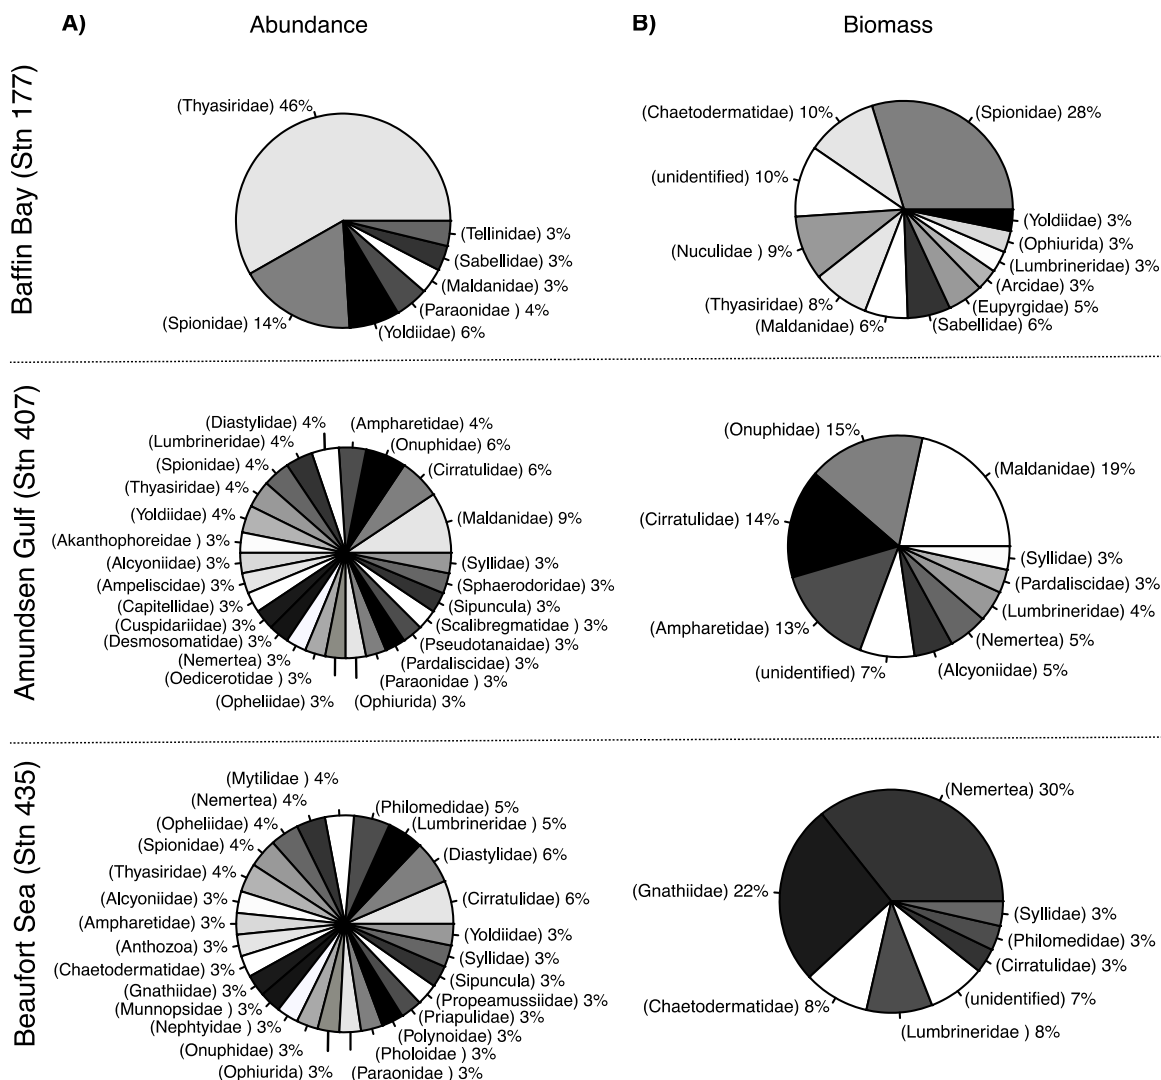 A)
Abundance
B)
Biomass
Baffin Bay (Stn 177)
(Thyasiridae) 46%
(Spionidae) 14%
(Yoldiidae) 6%
(Paraonidae ) 4%
(Maldanidae) 3%
(Sabellidae) 3%
(Tellinidae) 3%
(Chaetodermatidae) 10%
(Spionidae) 28%
(unidentified) 10%
(Nuculidae ) 9%
(Thyasiridae) 8%
(Maldanidae) 6%
(Sabellidae) 6%
(Eupyrgidae) 5%
(Arcidae) 3%
(Lumbrineridae) 3%
(Ophiurida) 3%
(Yoldiidae) 3%
Amundsen Gulf (Stn 407)
(Diastylidae) 4%
(Lumbrineridae) 4%
(Spionidae) 4%
(Thyasiridae) 4%
(Yoldiidae) 4%
(Akanthophoreidae ) 3%
(Alcyoniidae) 3%
(Ampeliscidae) 3%
(Capitellidae) 3%
(Cuspidariidae) 3%
(Desmosomatidae) 3%
(Nemertea) 3%
(Oedicerotidae ) 3%
(Opheliidae) 3%
(Ampharetidae) 4%
(Onuphidae) 6%
(Cirratulidae) 6%
(Maldanidae) 9%
(Syllidae) 3%
(Sphaerodoridae) 3%
(Sipuncula) 3%
(Scalibregmatidae ) 3%
(Pseudotanaidae) 3%
(Pardaliscidae) 3%
(Paraonidae ) 3%
(Ophiurida) 3%
(Onuphidae) 15%
(Maldanidae) 19%
(Cirratulidae) 14%
(Ampharetidae) 13%
(unidentified) 7%
(Alcyoniidae) 5%
(Nemertea) 5%
(Lumbrineridae) 4%
(Pardaliscidae) 3%
(Syllidae) 3%
Beaufort Sea (Stn 435)
(Mytilidae ) 4%
(Nemertea) 4%
(Opheliidae) 4%
(Spionidae) 4%
(Thyasiridae) 4%
(Alcyoniidae) 3%
(Ampharetidae) 3%
(Anthozoa) 3%
(Chaetodermatidae) 3%
(Gnathiidae) 3%
(Munnopsidae ) 3%
(Nephtyidae) 3%
(Onuphidae) 3%
(Ophiurida) 3%
(Philomedidae) 5%
(Lumbrineridae ) 5%
(Diastylidae) 6%
(Cirratulidae) 6%
(Yoldiidae) 3%
(Syllidae) 3%
(Sipuncula) 3%
(Propeamussiidae) 3%
(Priapulidae) 3%
(Polynoidae) 3%
(Pholoidae ) 3%
(Paraonidae ) 3%
(Nemertea) 30%
(Gnathiidae) 22%
(Chaetodermatidae) 8%
(Lumbrineridae ) 8%
(unidentified) 7%
(Cirratulidae) 3%
(Philomedidae) 3%
(Syllidae) 3%